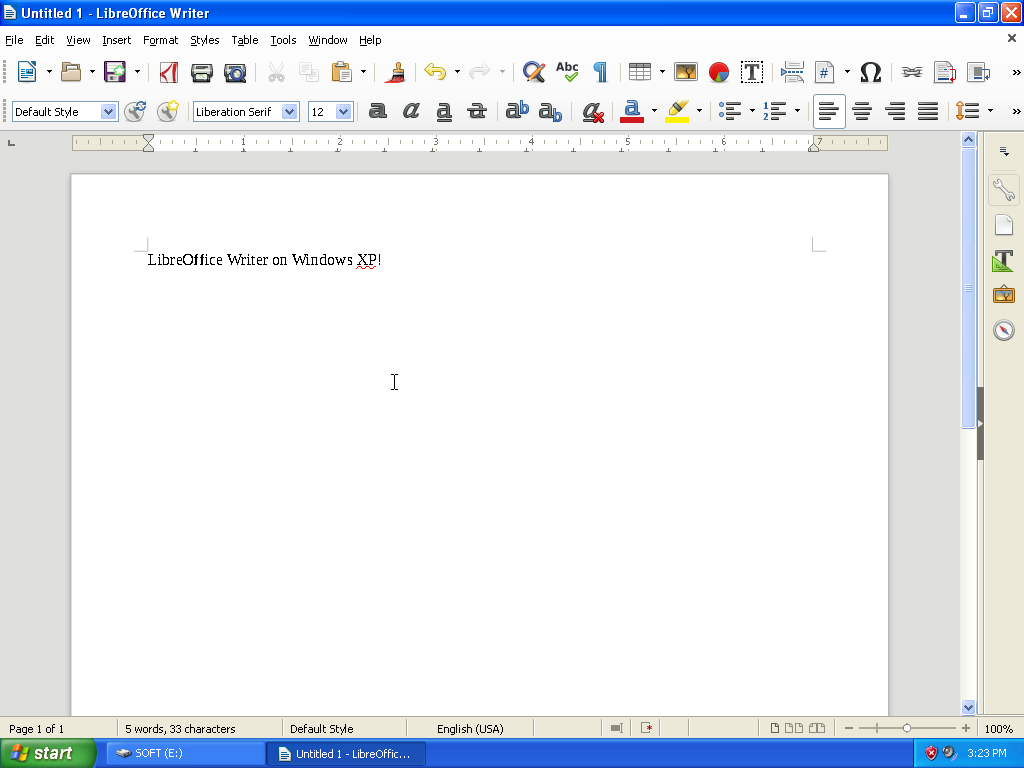 Untitled 1 - LibreOffice Writer
File Edit View Insert Format Styles Table Tools Window Help
Abc
Default Style Liberation Serif 12
1 2 3 4 5 6 7
LibreOffice Writer on Windows XP!
Page 1 of 1 5 words, 33 characters Default Style English (USA) 100%
start SOFT (E:) Untitled 1 - LibreOffic... 3:23 PM